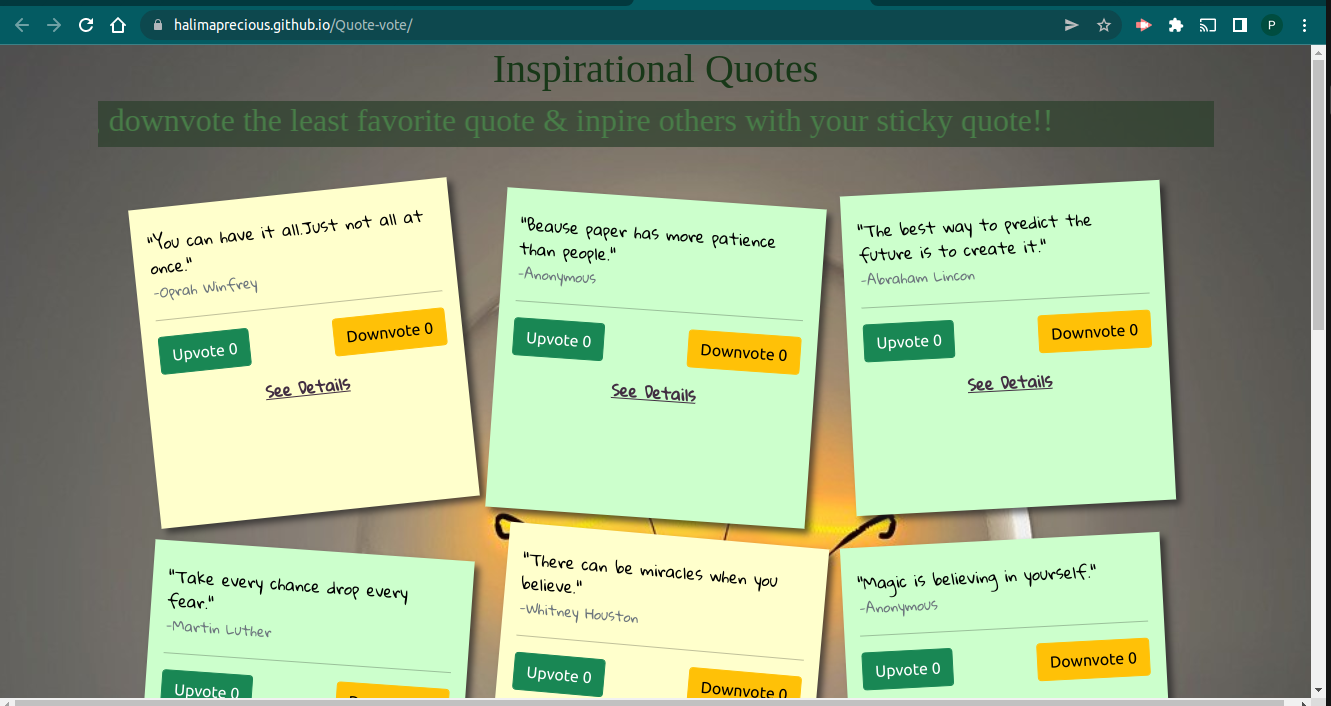 halimaprecious.github.io/Quote-vote/
P
Inspirational Quotes
downvote the least favorite quote & inpire others with your sticky quote!!
"You can have it all.Just not all at
once."
-Oprah Winfrey
Upvote 0
Downvote 0
See Details
"Beause paper has more patience
than people."
-Anonymous
Upvote 0
Downvote 0
See Details
"The best way to predict the
future is to create it."
-Abraham Lincon
Upvote 0
Downvote 0
See Details
"Take every chance drop every
fear."
-Martin Luther
Upvote 0
"There can be miracles when you
believe."
-Whitney Houston
Upvote 0
Downvote 0
"Magic is believing in yourself."
-Anonymous
Upvote 0
Downvote 0